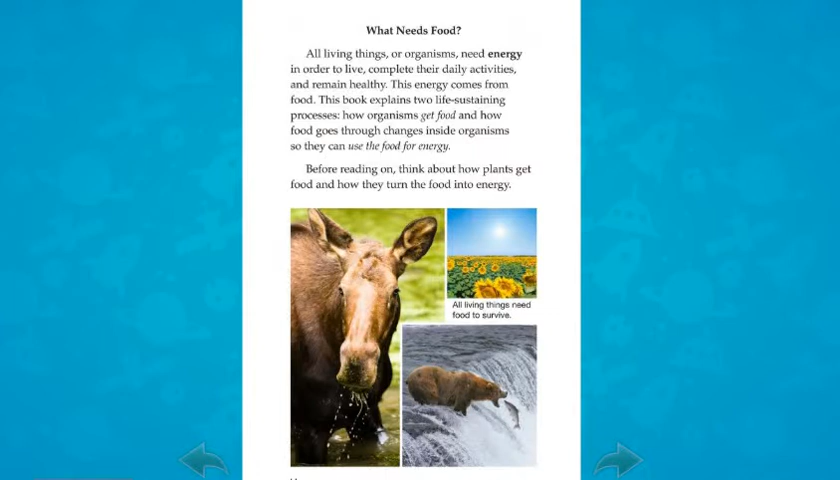 What Needs Food?
All living things, or organisms, need energy
in order to live, complete their daily activities,
and remain healthy. This energy comes from
food. This book explains two life-sustaining
processes: how organisms get food and how
food goes through changes inside organisms
so they can use the food for energy.
Before reading on, think about how plants get
food and how they turn the food into energy.
All living things need
food to survive.